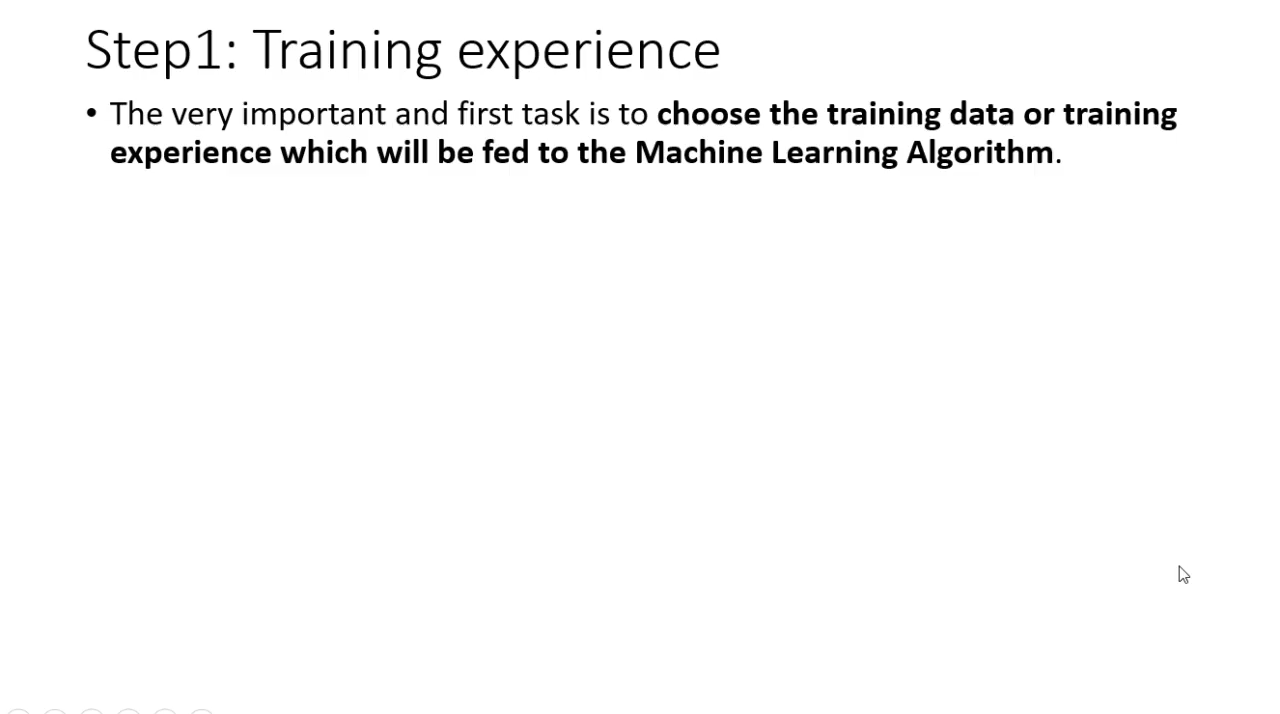 Step1: Training experience
• The very important and first task is to choose the training data or training
experience which will be fed to the Machine Learning Algorithm.